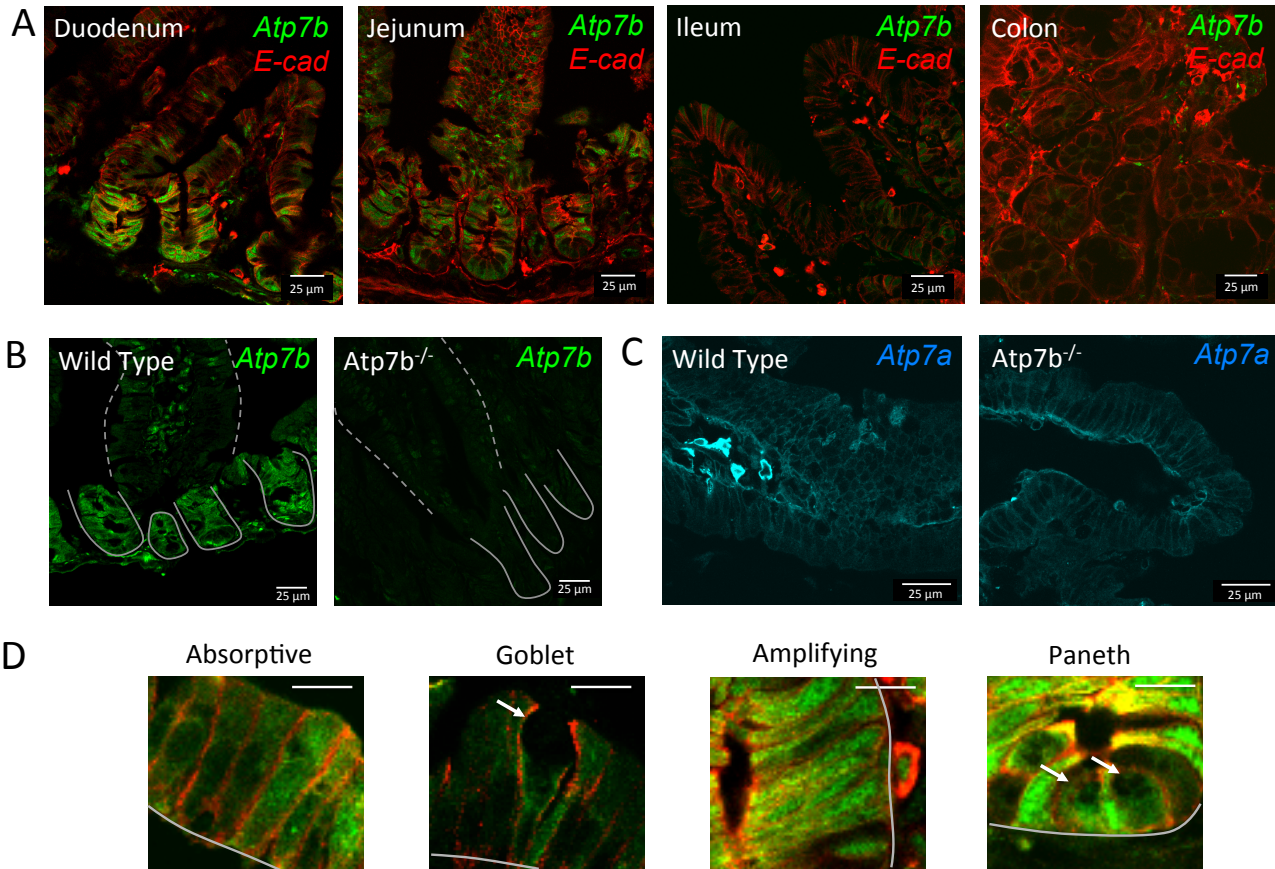 A
Duodenum
Atp7b
E-cad
25 µm
Jejunum
Atp7b
E-cad
25 µm
Ileum
Atp7b
E-cad
25 µm
Colon
Atp7b
E-cad
25 µm
B
Wild Type
Atp7b
25 µm
Atp7b-/-
Atp7b
25 µm
C
Wild Type
Atp7a
25 µm
Atp7b-/-
Atp7a
25 µm
D
Absorptive
Goblet
Amplifying
Paneth